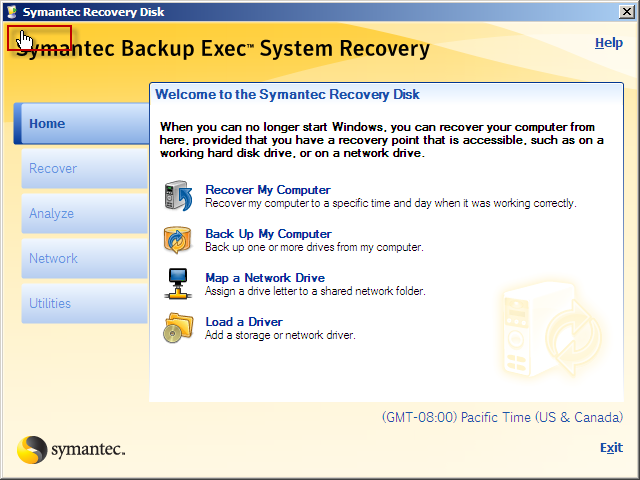 Symantec Recovery Disk
Symantec Backup Exec™ System Recovery
Help
Welcome to the Symantec Recovery Disk
Home
When you can no longer start Windows, you can recover your computer from
here, provided that you have a recovery point that is accessible, such as on a
working hard disk drive, or on a network drive.
Recover
Recover My Computer
Recover my computer to a specific time and day when it was working correctly.
Analyze
Back Up My Computer
Back up one or more drives from my computer.
Network
Map a Network Drive
Assign a drive letter to a shared network folder.
Utilities
Load a Driver
Add a storage or network driver.
(GMT-08:00) Pacific Time (US & Canada)
symantec.
Exit